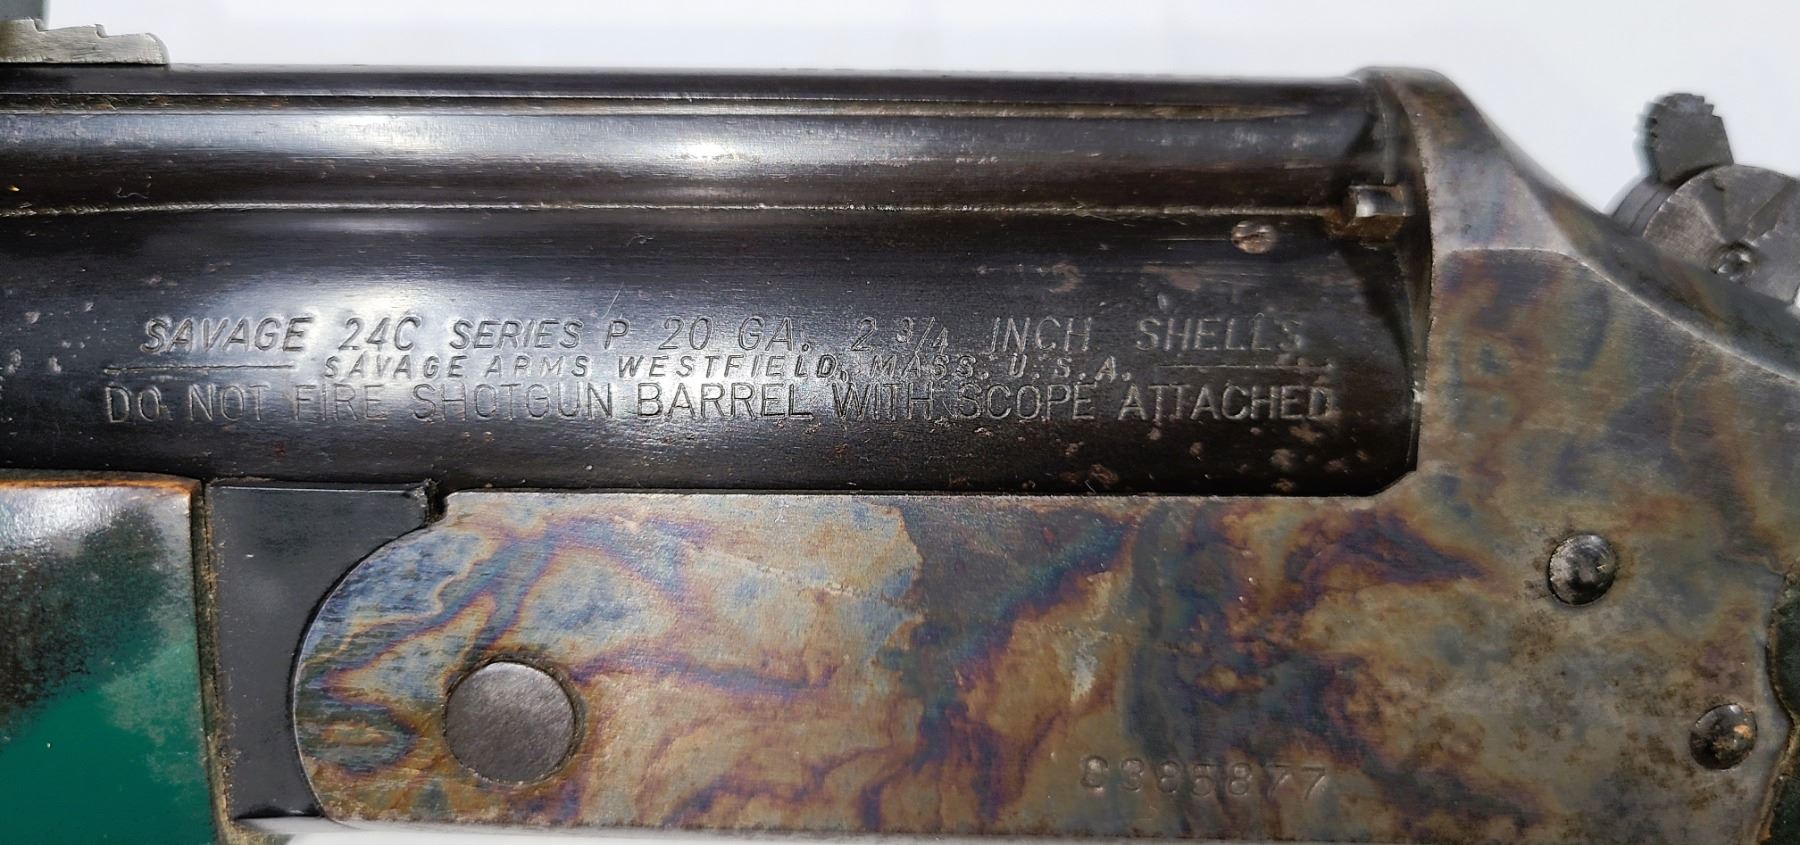 SAVAGE 24C SERIES P 20 GA. 2 3/4 INCH SHELLS
SAVAGE ARMS WESTFIELD, MASS. U.S.A.
DO NOT FIRE SHOTGUN BARREL WITH SCOPE ATTACHED